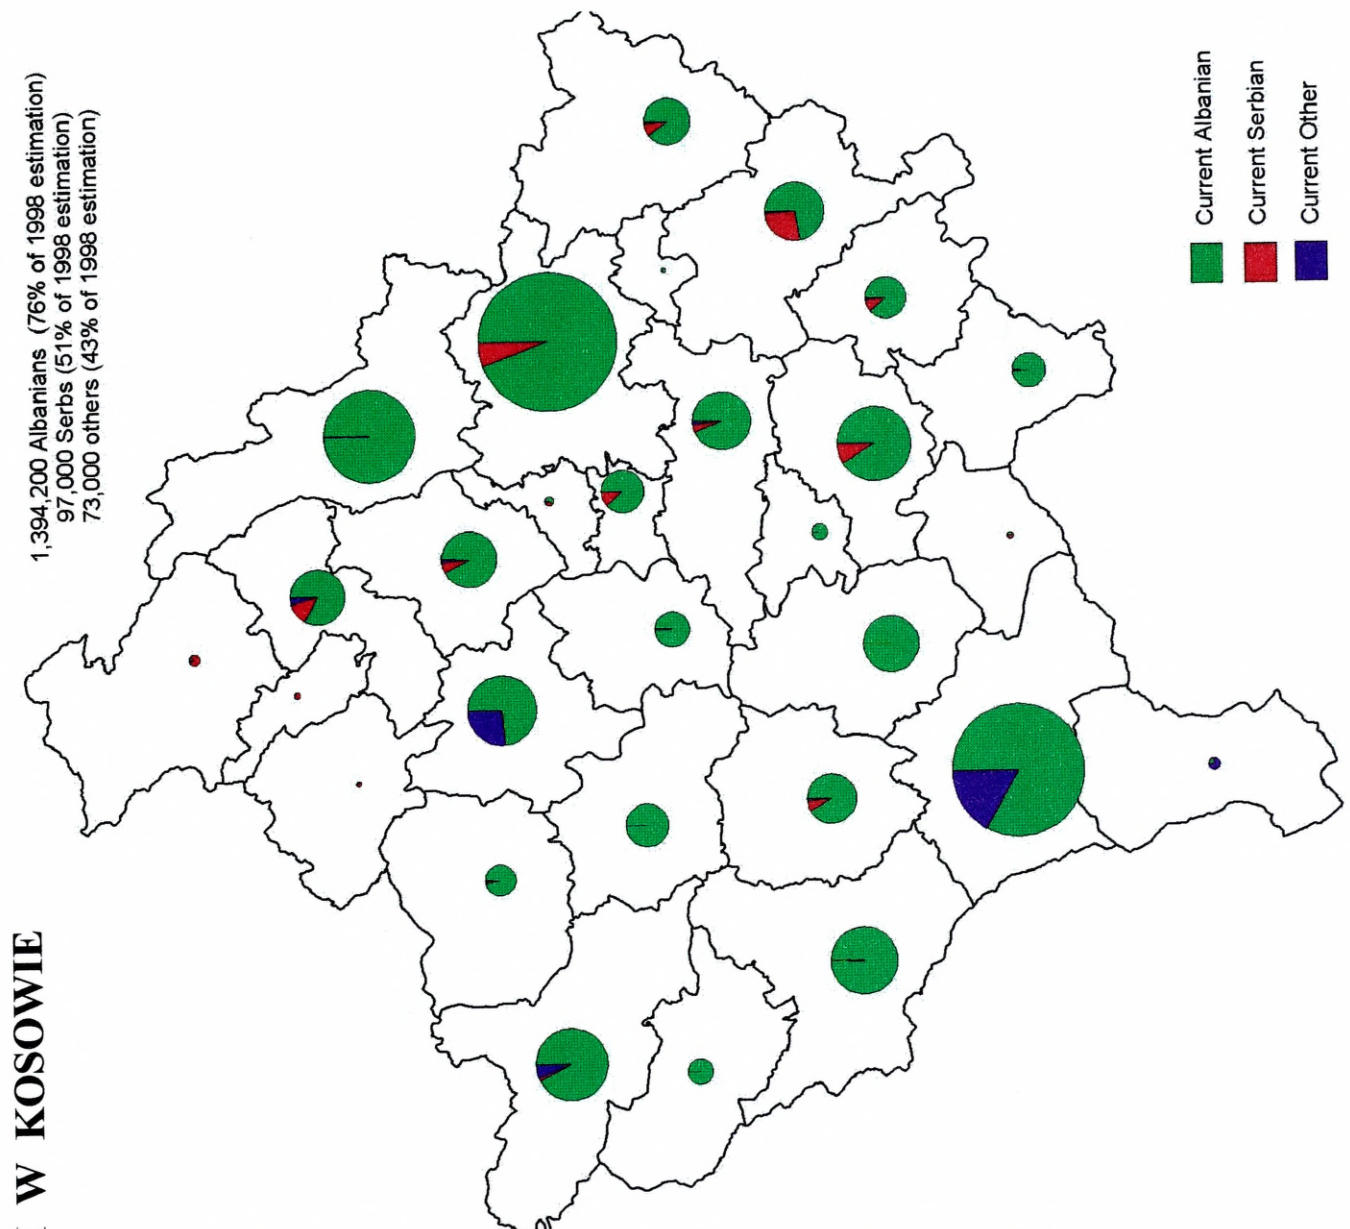 W KOSOWIE
1,394,200 Albanians (76% of 1998 estimation)
97,000 Serbs (51% of 1998 estimation)
73,000 others (43% of 1998 estimation)
Current Albanian
Current Serbian
Current Other